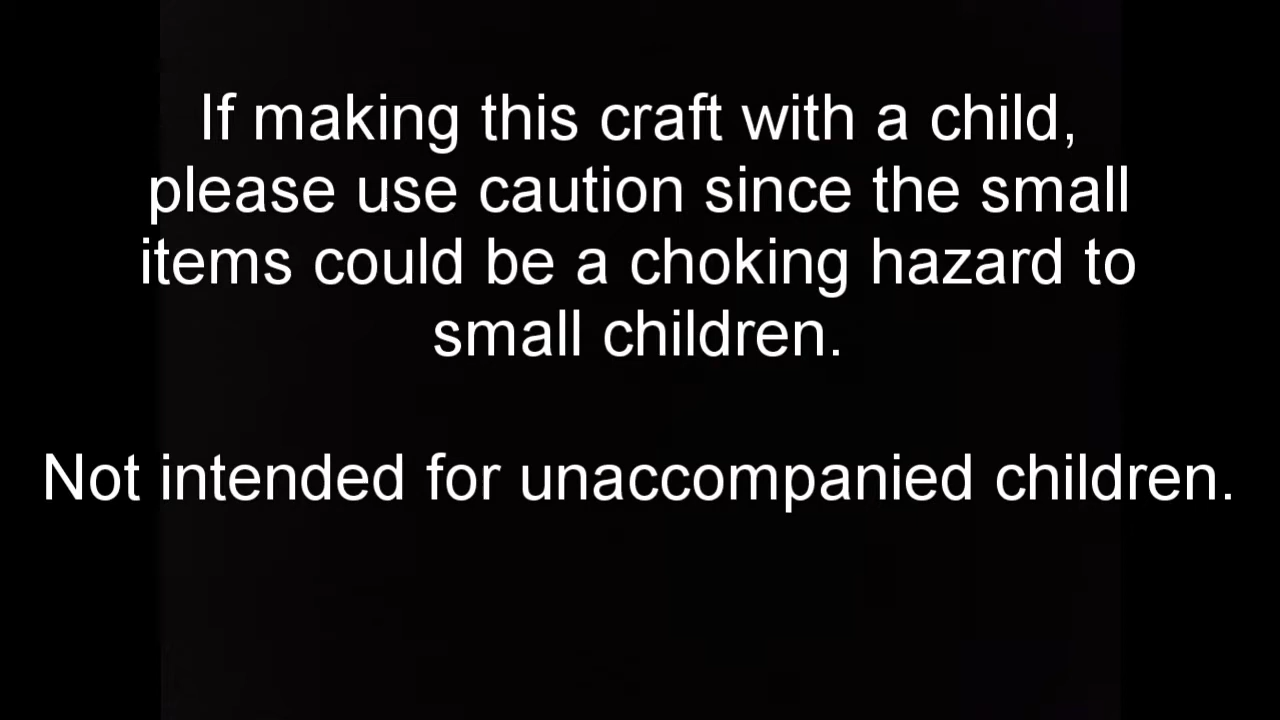 If making this craft with a child,
please use caution since the small
items could be a choking hazard to
small children.
Not intended for unaccompanied children.